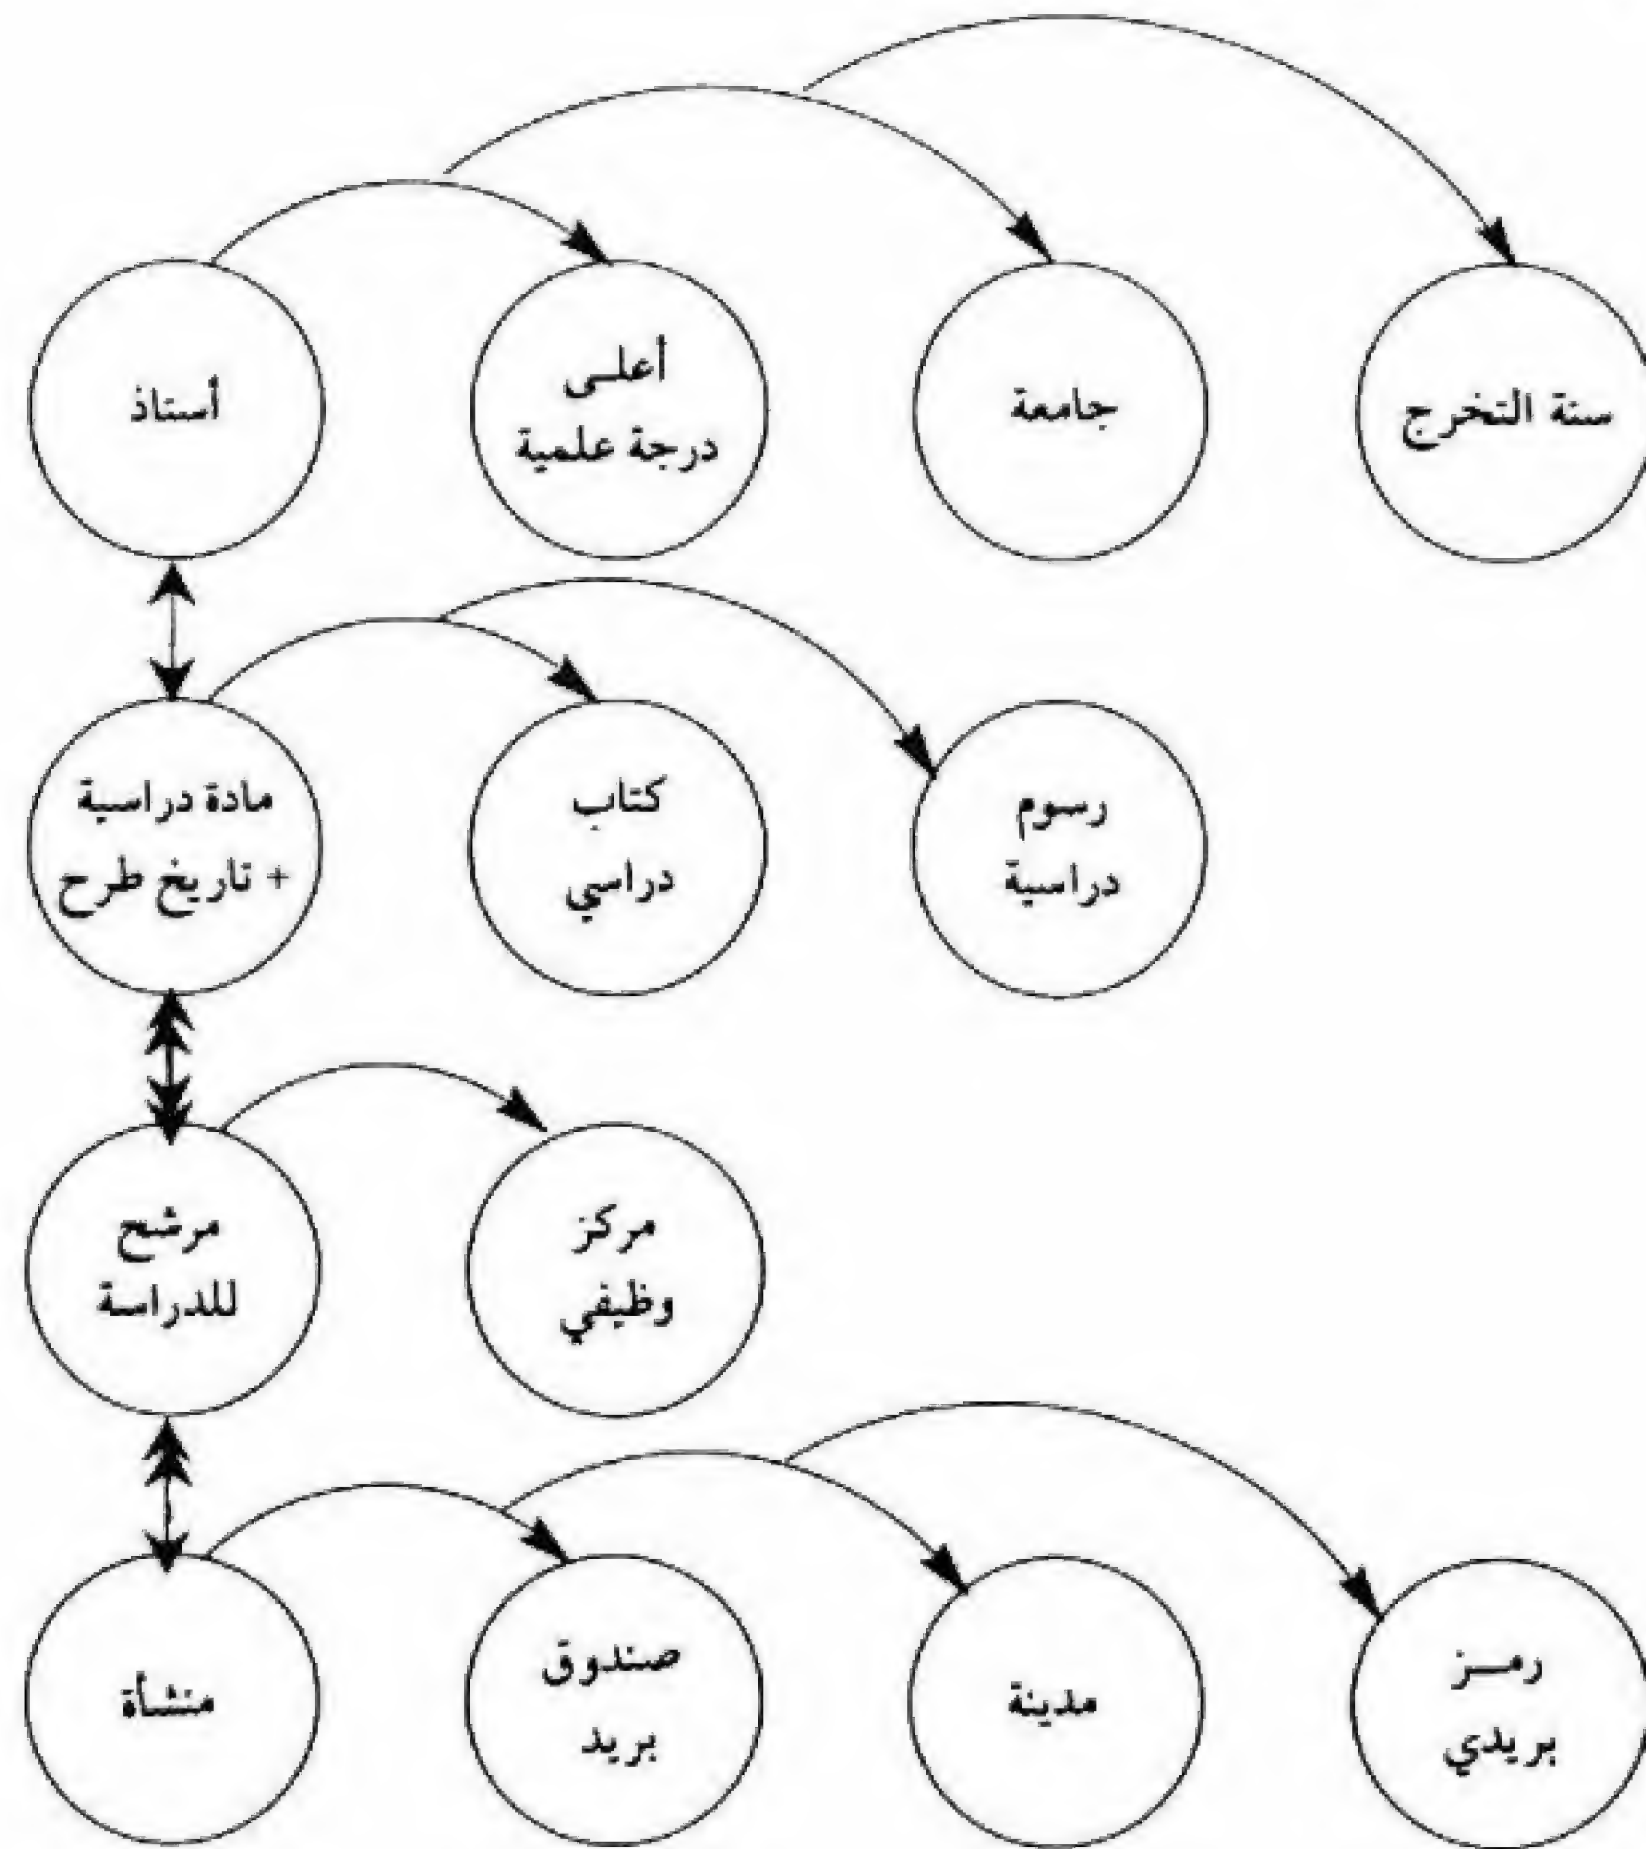 أستاذ
أعلى
درجة علمية
جامعة
سنة التخرج
مادة دراسية
+ تاريخ طرح
كتاب
دراسي
رسوم
دراسية
مرشح
للدراسة
مركز
وظيفي
منشأة
صندوق
بريد
مدينة
رمز
بريدي